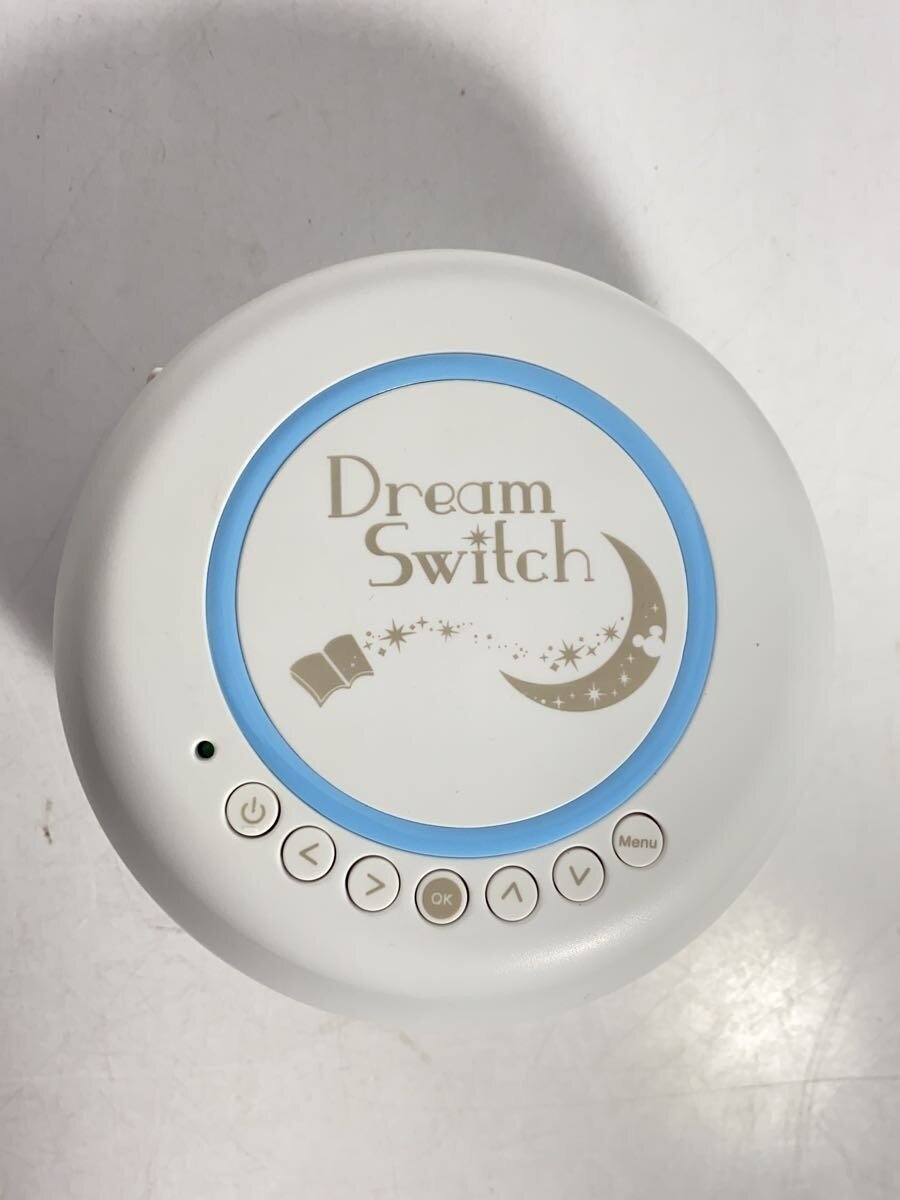 Dream
Switch
< > OK ∧ ∨ Menu